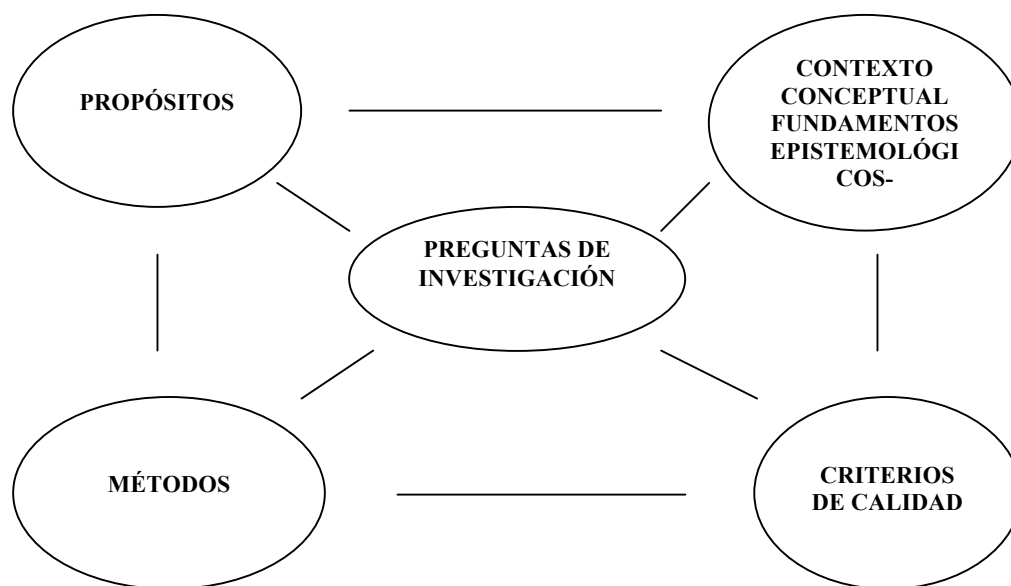 PROPÓSITOS
CONTEXTO
CONCEPTUAL
FUNDAMENTOS
EPISTEMOLÓGI
COS-
PREGUNTAS DE
INVESTIGACIÓN
MÉTODOS
CRITERIOS
DE CALIDAD